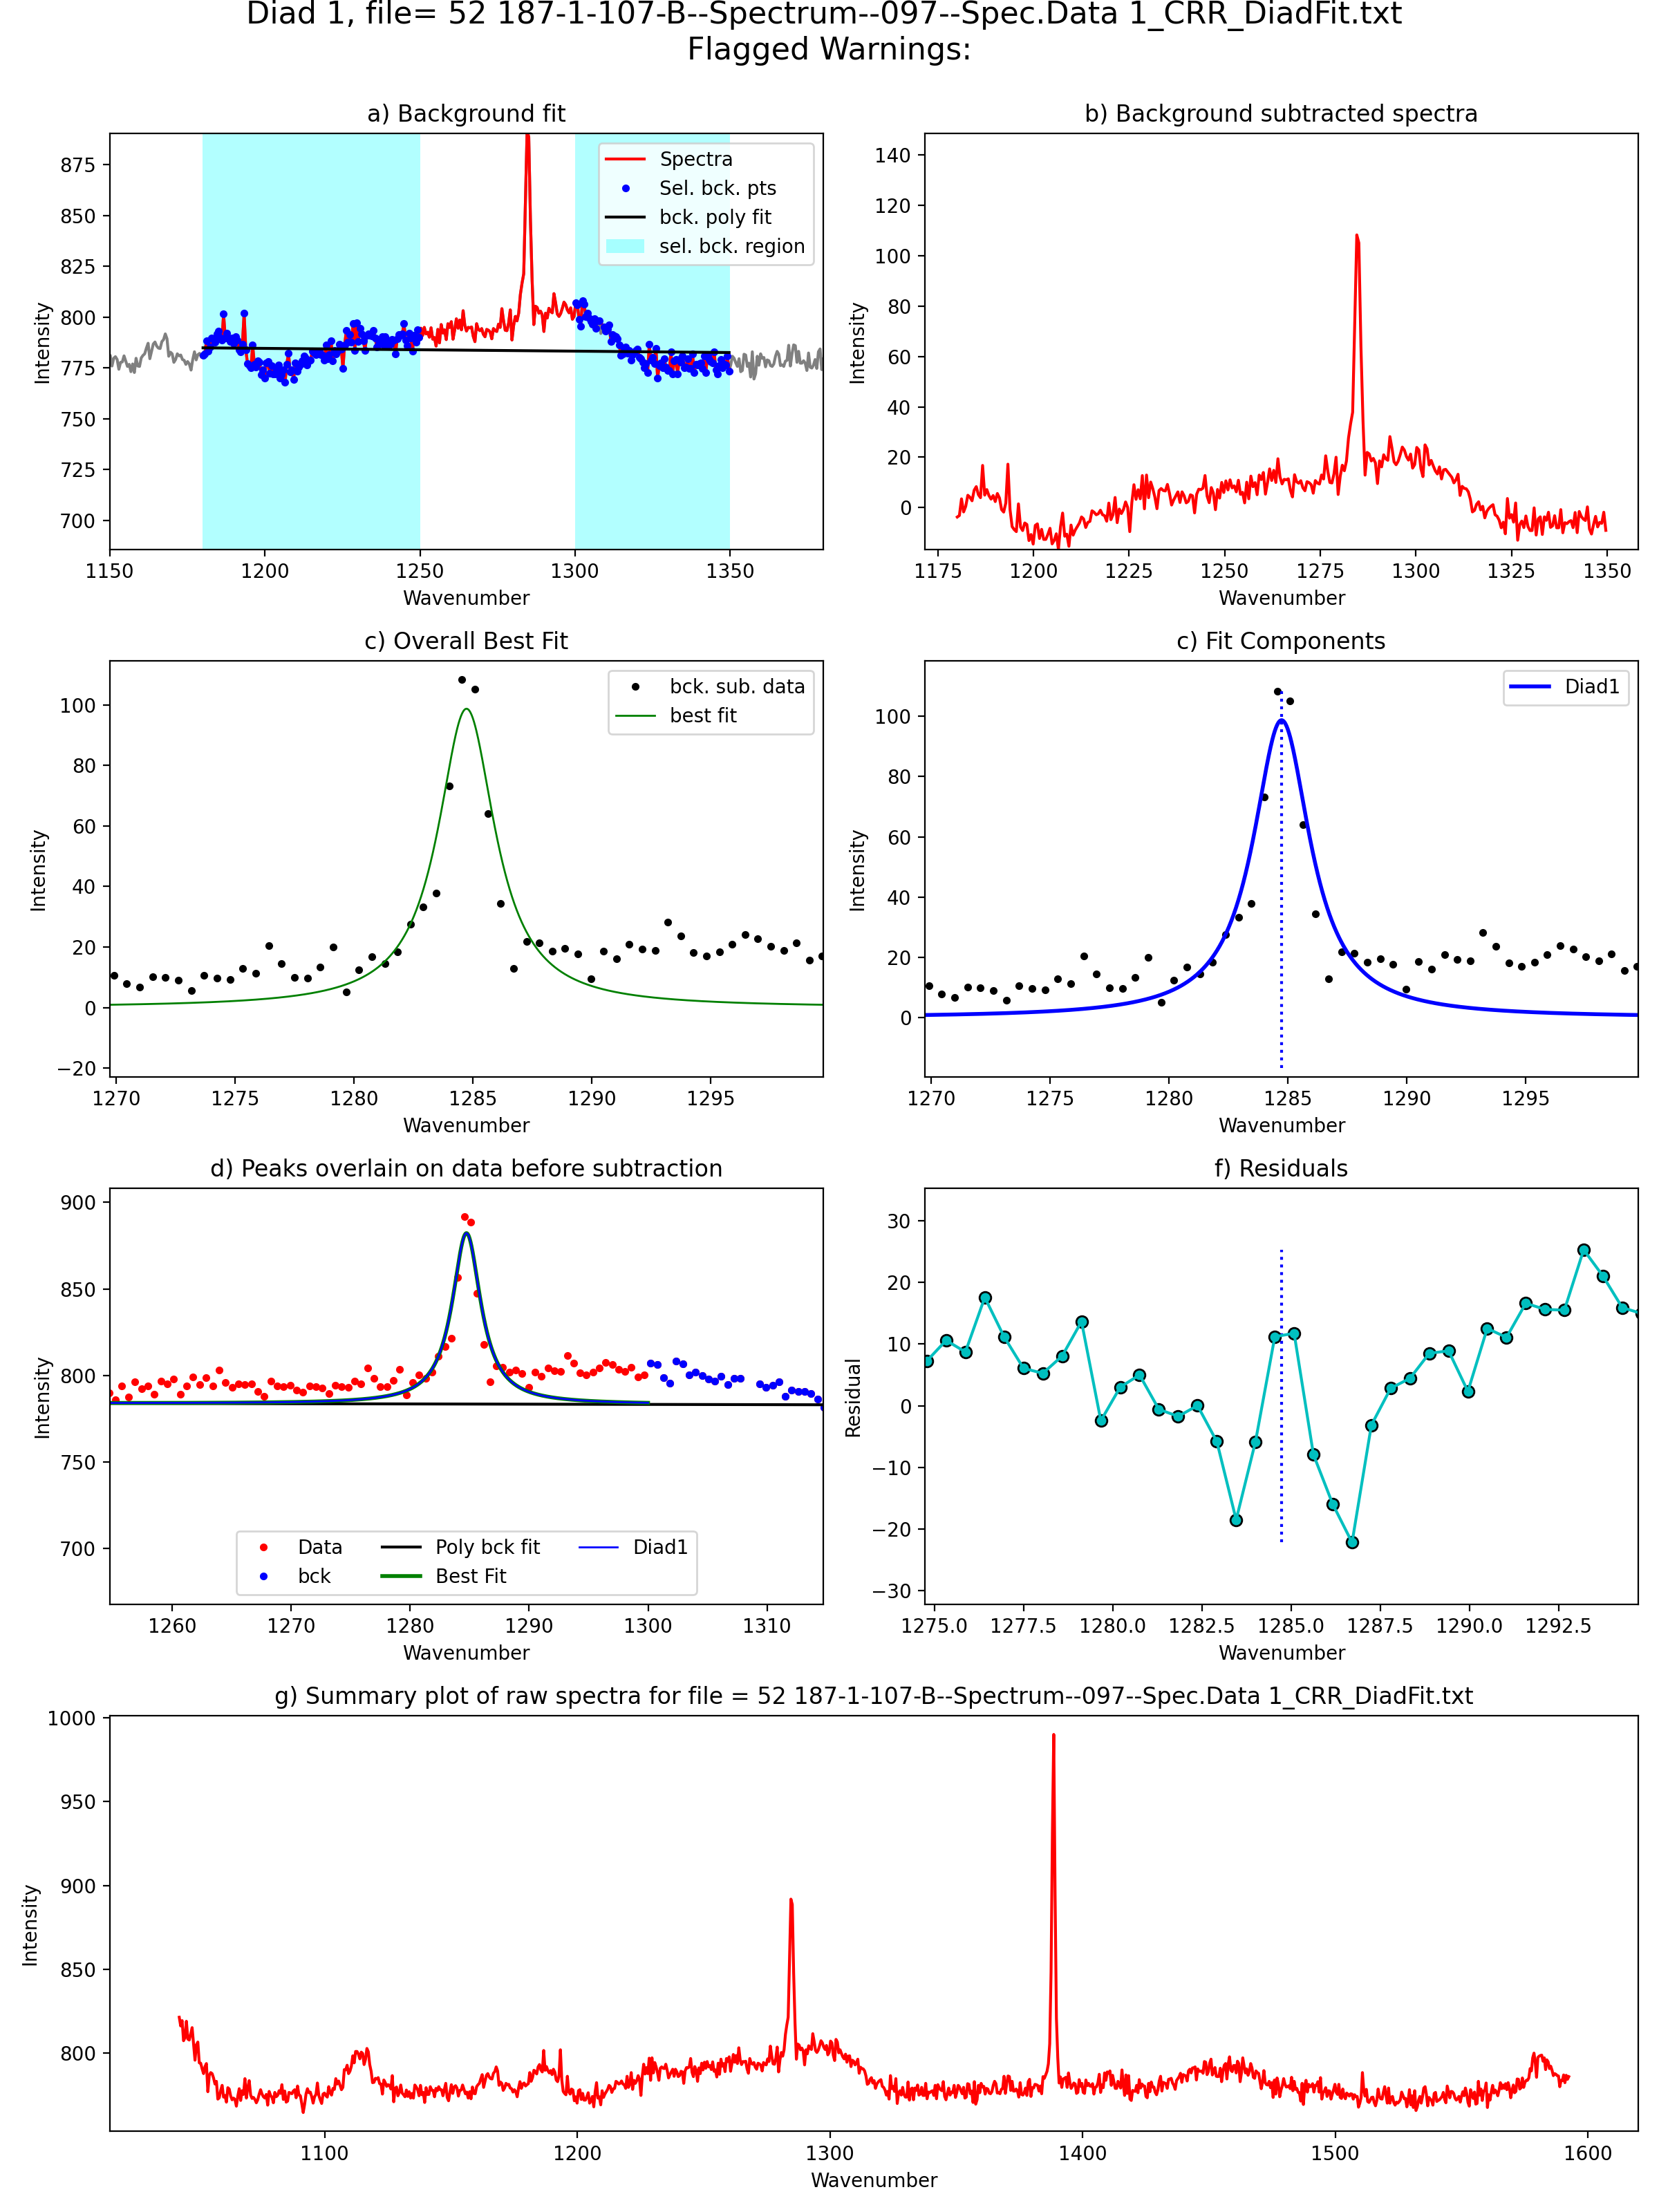 Diad 1, file= 52 187-1-107-B--Spectrum--097--Spec.Data 1_CRR_DiadFit.txt
Flagged Warnings:
a) Background fit
875
850
825
800
775
750
725
700
Intensity
Spectra
Sel. bck. pts
bck. poly fit
sel. bck. region
1150 1200 1250 1300 1350
Wavenumber
b) Background subtracted spectra
140
120
100
80
60
40
20
0
Intensity
1175 1200 1225 1250 1275 1300 1325 1350
Wavenumber
c) Overall Best Fit
100
80
60
40
20
0
−20
Intensity
bck. sub. data
best fit
1270 1275 1280 1285 1290 1295
Wavenumber
c) Fit Components
100
80
60
40
20
0
Intensity
Diad1
1270 1275 1280 1285 1290 1295
Wavenumber
d) Peaks overlain on data before subtraction
900
850
800
750
700
Intensity
Data Poly bck fit Diad1
bck Best Fit
1260 1270 1280 1290 1300 1310
Wavenumber
f) Residuals
30
20
10
0
−10
−20
−30
Residual
1275.0 1277.5 1280.0 1282.5 1285.0 1287.5 1290.0 1292.5
Wavenumber
g) Summary plot of raw spectra for file = 52 187-1-107-B--Spectrum--097--Spec.Data 1_CRR_DiadFit.txt
1000
950
900
850
800
Intensity
1100 1200 1300 1400 1500 1600
Wavenumber